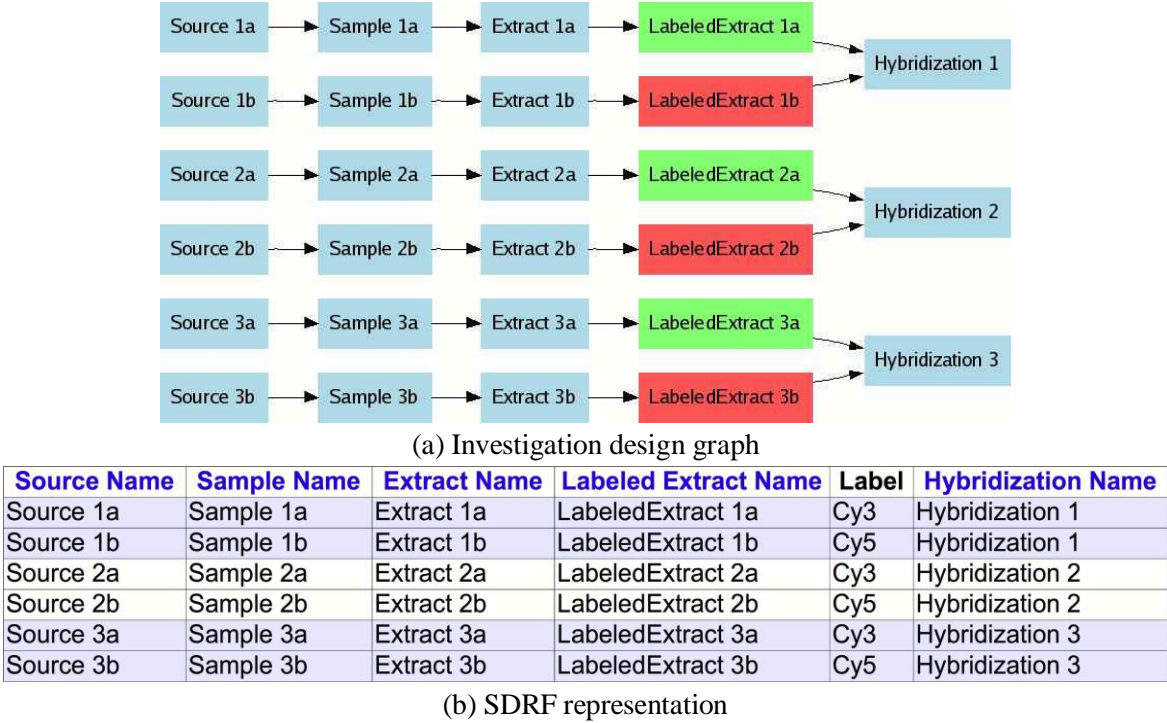 Source 1a Sample 1a Extract 1a LabeledExtract 1a
Hybridization 1
Source 1b Sample 1b Extract 1b LabeledExtract 1b
Source 2a Sample 2a Extract 2a LabeledExtract 2a
Hybridization 2
Source 2b Sample 2b Extract 2b LabeledExtract 2b
Source 3a Sample 3a Extract 3a LabeledExtract 3a
Hybridization 3
Source 3b Sample 3b Extract 3b LabeledExtract 3b
(a) Investigation design graph
Source Name Sample Name Extract Name Labeled Extract Name Label Hybridization Name
Source 1a Sample 1a Extract 1a LabeledExtract 1a Cy3 Hybridization 1
Source 1b Sample 1b Extract 1b LabeledExtract 1b Cy5 Hybridization 1
Source 2a Sample 2a Extract 2a LabeledExtract 2a Cy3 Hybridization 2
Source 2b Sample 2b Extract 2b LabeledExtract 2b Cy5 Hybridization 2
Source 3a Sample 3a Extract 3a LabeledExtract 3a Cy3 Hybridization 3
Source 3b Sample 3b Extract 3b LabeledExtract 3b Cy5 Hybridization 3
(b) SDRF representation